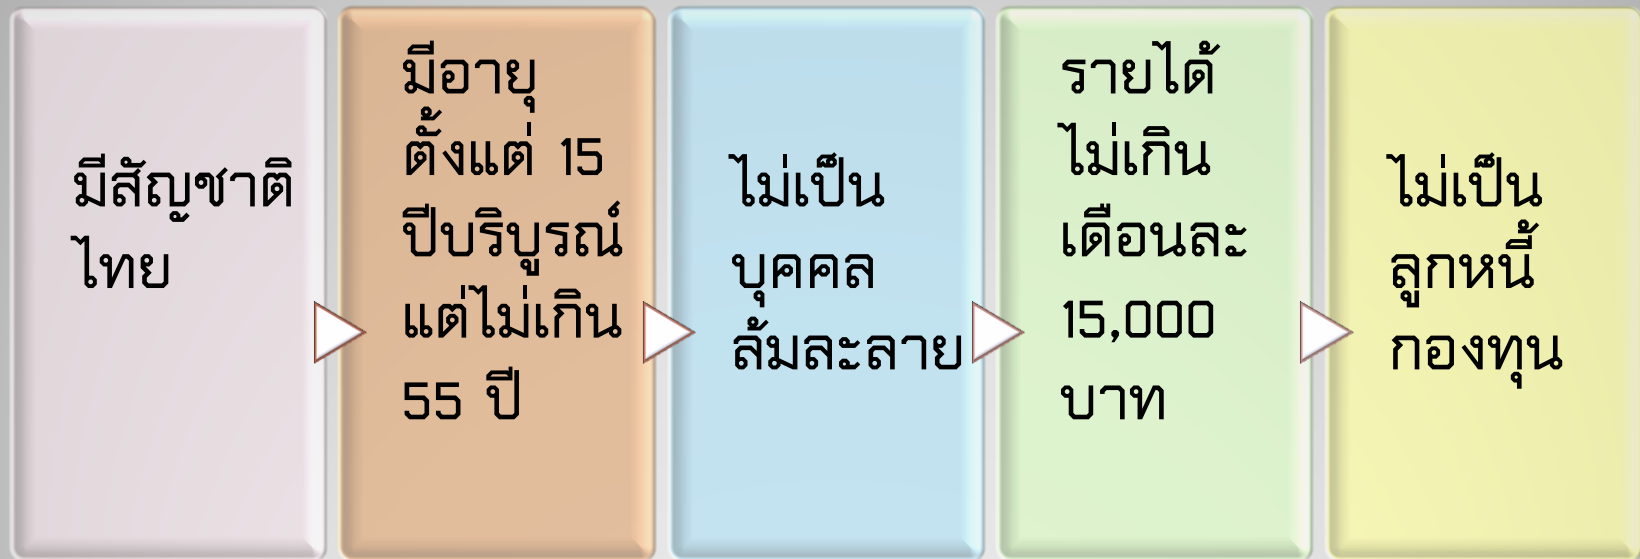 มีสัญชาติ
ไทย
มีอายุ
ตั้งแต่ 15
ปีบริบูรณ์
แต่ไม่เกิน
55 ปี
ไม่เป็น
บุคคล
ล้มละลาย
รายได้
ไม่เกิน
เดือนละ
15,000
บาท
ไม่เป็น
ลูกหนี้
กองทุน